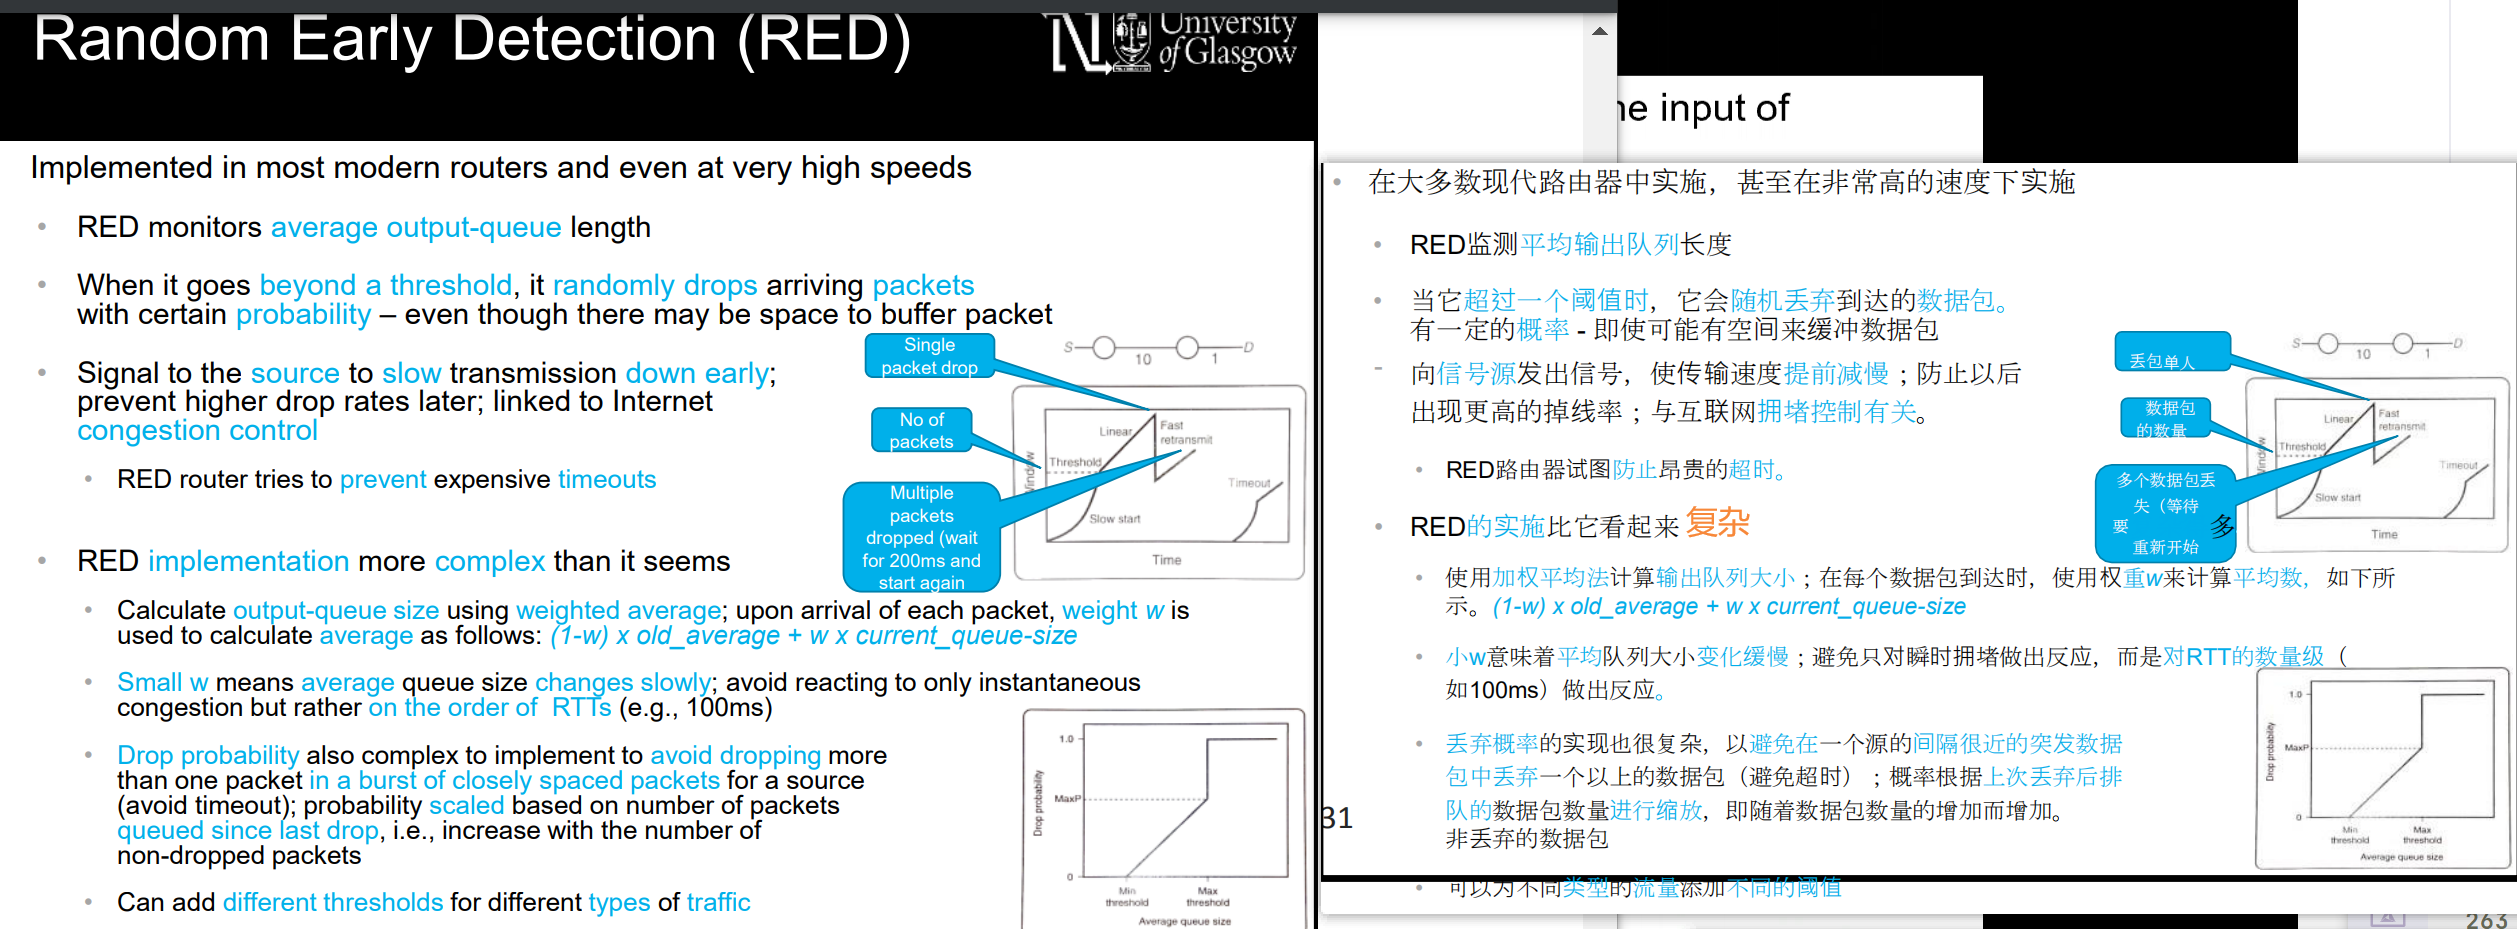 Random Early Detection (RED)
University
of Glasgow
Implemented in most modern routers and even at very high speeds
• RED monitors average output-queue length
• When it goes beyond a threshold, it randomly drops arriving packets
with certain probability – even though there may be space to buffer packet
• Signal to the source to slow transmission down early;
prevent higher drop rates later; linked to Internet
congestion control
• RED router tries to prevent expensive timeouts
Single
packet drop
No of
packets
Multiple
packets
dropped (wait
for 200ms and
start again
S
10
1
D
Linear
Fast
retransmit
Threshold
Timeout
Slow start
Time
• RED implementation more complex than it seems
• Calculate output-queue size using weighted average; upon arrival of each packet, weight w is
used to calculate average as follows: (1-w) x old_average + w x current_queue-size
• Small w means average queue size changes slowly; avoid reacting to only instantaneous
congestion but rather on the order of RTTs (e.g., 100ms)
• Drop probability also complex to implement to avoid dropping more
than one packet in a burst of closely spaced packets for a source
(avoid timeout); probability scaled based on number of packets
queued since last drop, i.e., increase with the number of
non-dropped packets
• Can add different thresholds for different types of traffic
1.0
MaxP
0
Drop probability
Min
threshold
Max
threshold
Average queue size
ne input of
• 在大多数现代路由器中实施，甚至在非常高的速度下实施
• RED监测平均输出队列长度
• 当它超过一个阈值时，它会随机丢弃到达的数据包。
有一定的概率 - 即使可能有空间来缓冲数据包
- 向信号源发出信号，使传输速度提前减慢；防止以后
出现更高的掉线率；与互联网拥堵控制有关。
• RED路由器试图防止昂贵的超时。
• RED的实施比它看起来 复杂
多
丢包单人
数据包
的数量
多个数据包丢
失（等待
要
重新开始
S
10
1
D
Linear
Fast
retransmit
Threshold
Timeout
Slow start
Time
• 使用加权平均法计算输出队列大小；在每个数据包到达时，使用权重w来计算平均数，如下所
示。(1-w) x old_average + w x current_queue-size
• 小w意味着平均队列大小变化缓慢；避免只对瞬时拥堵做出反应，而是对RTT的数量级（
如100ms）做出反应。
• 丢弃概率的实现也很复杂，以避免在一个源的间隔很近的突发数据
包中丢弃一个以上的数据包（避免超时）；概率根据上次丢弃后排
队的数据包数量进行缩放，即随着数据包数量的增加而增加。
非丢弃的数据包
• 可以为不同类型的流量添加不同的阈值
1.0
MaxP
0
Drop probability
Min
threshold
Max
threshold
Average queue size
31
263